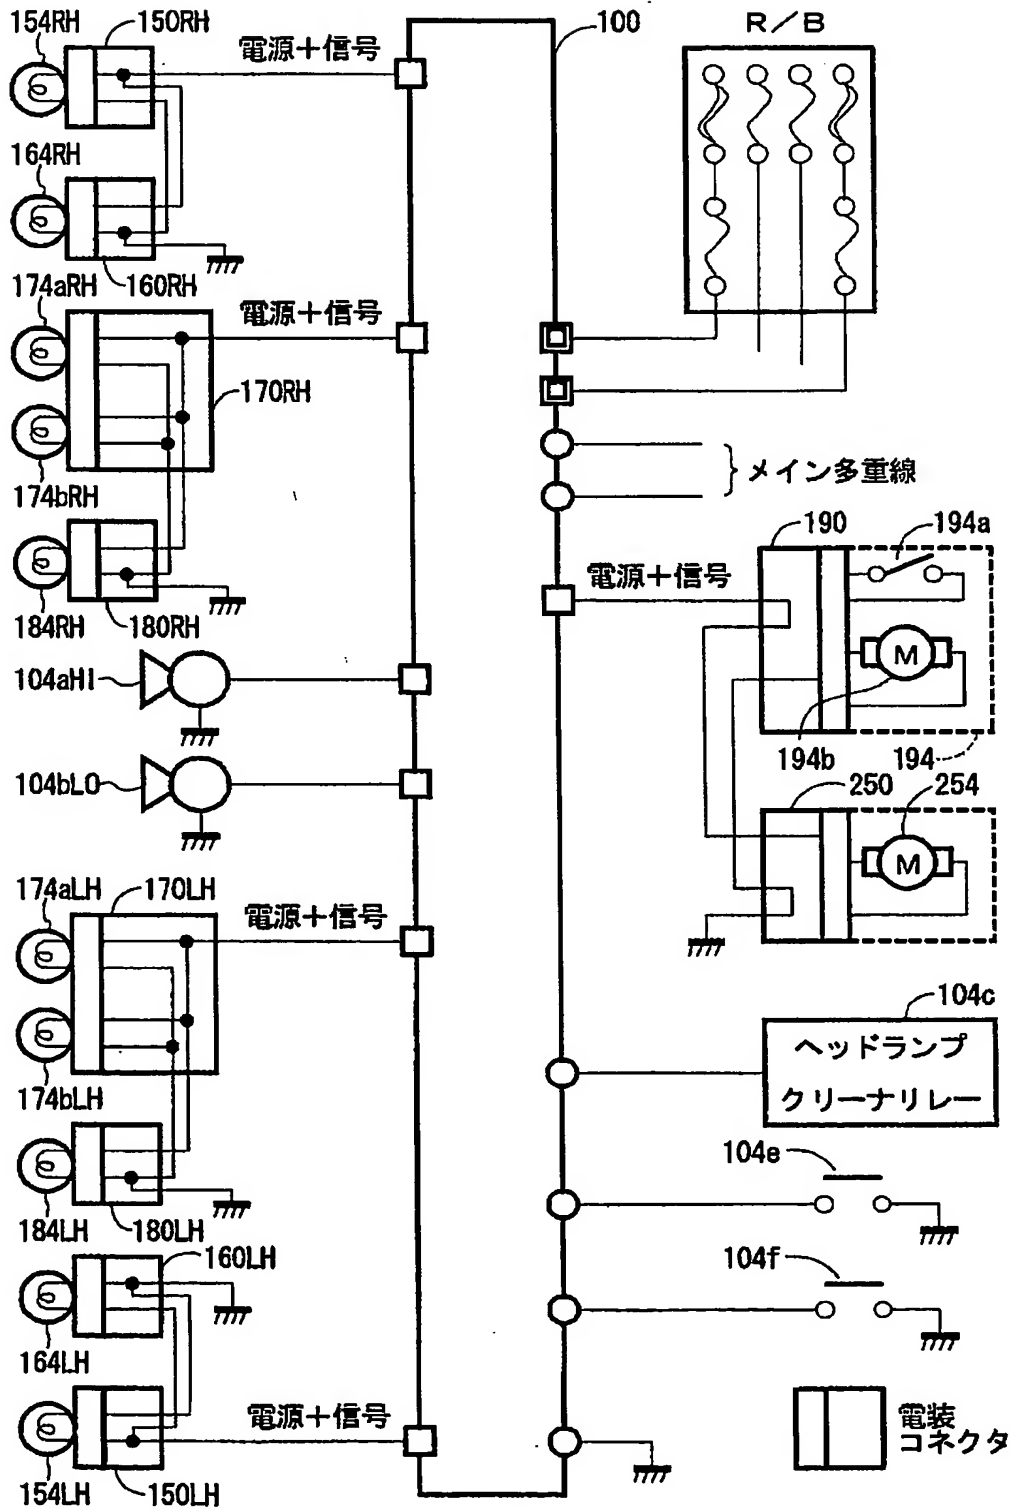 154RH
150RH
電源+信号
100
R/B
164RH
160RH
174aRH
電源+信号
170RH
174bRH
メイン多重線
190
194a
電源+信号
184RH
180RH
M
104aHI
194b
194
104bLO
250
254
M
174aLH
170LH
電源+信号
104c
ヘッドランプ
クリーナリレー
174bLH
104e
184LH
180LH
160LH
104f
164LH
電源+信号
電装
コネクタ
154LH
150LH